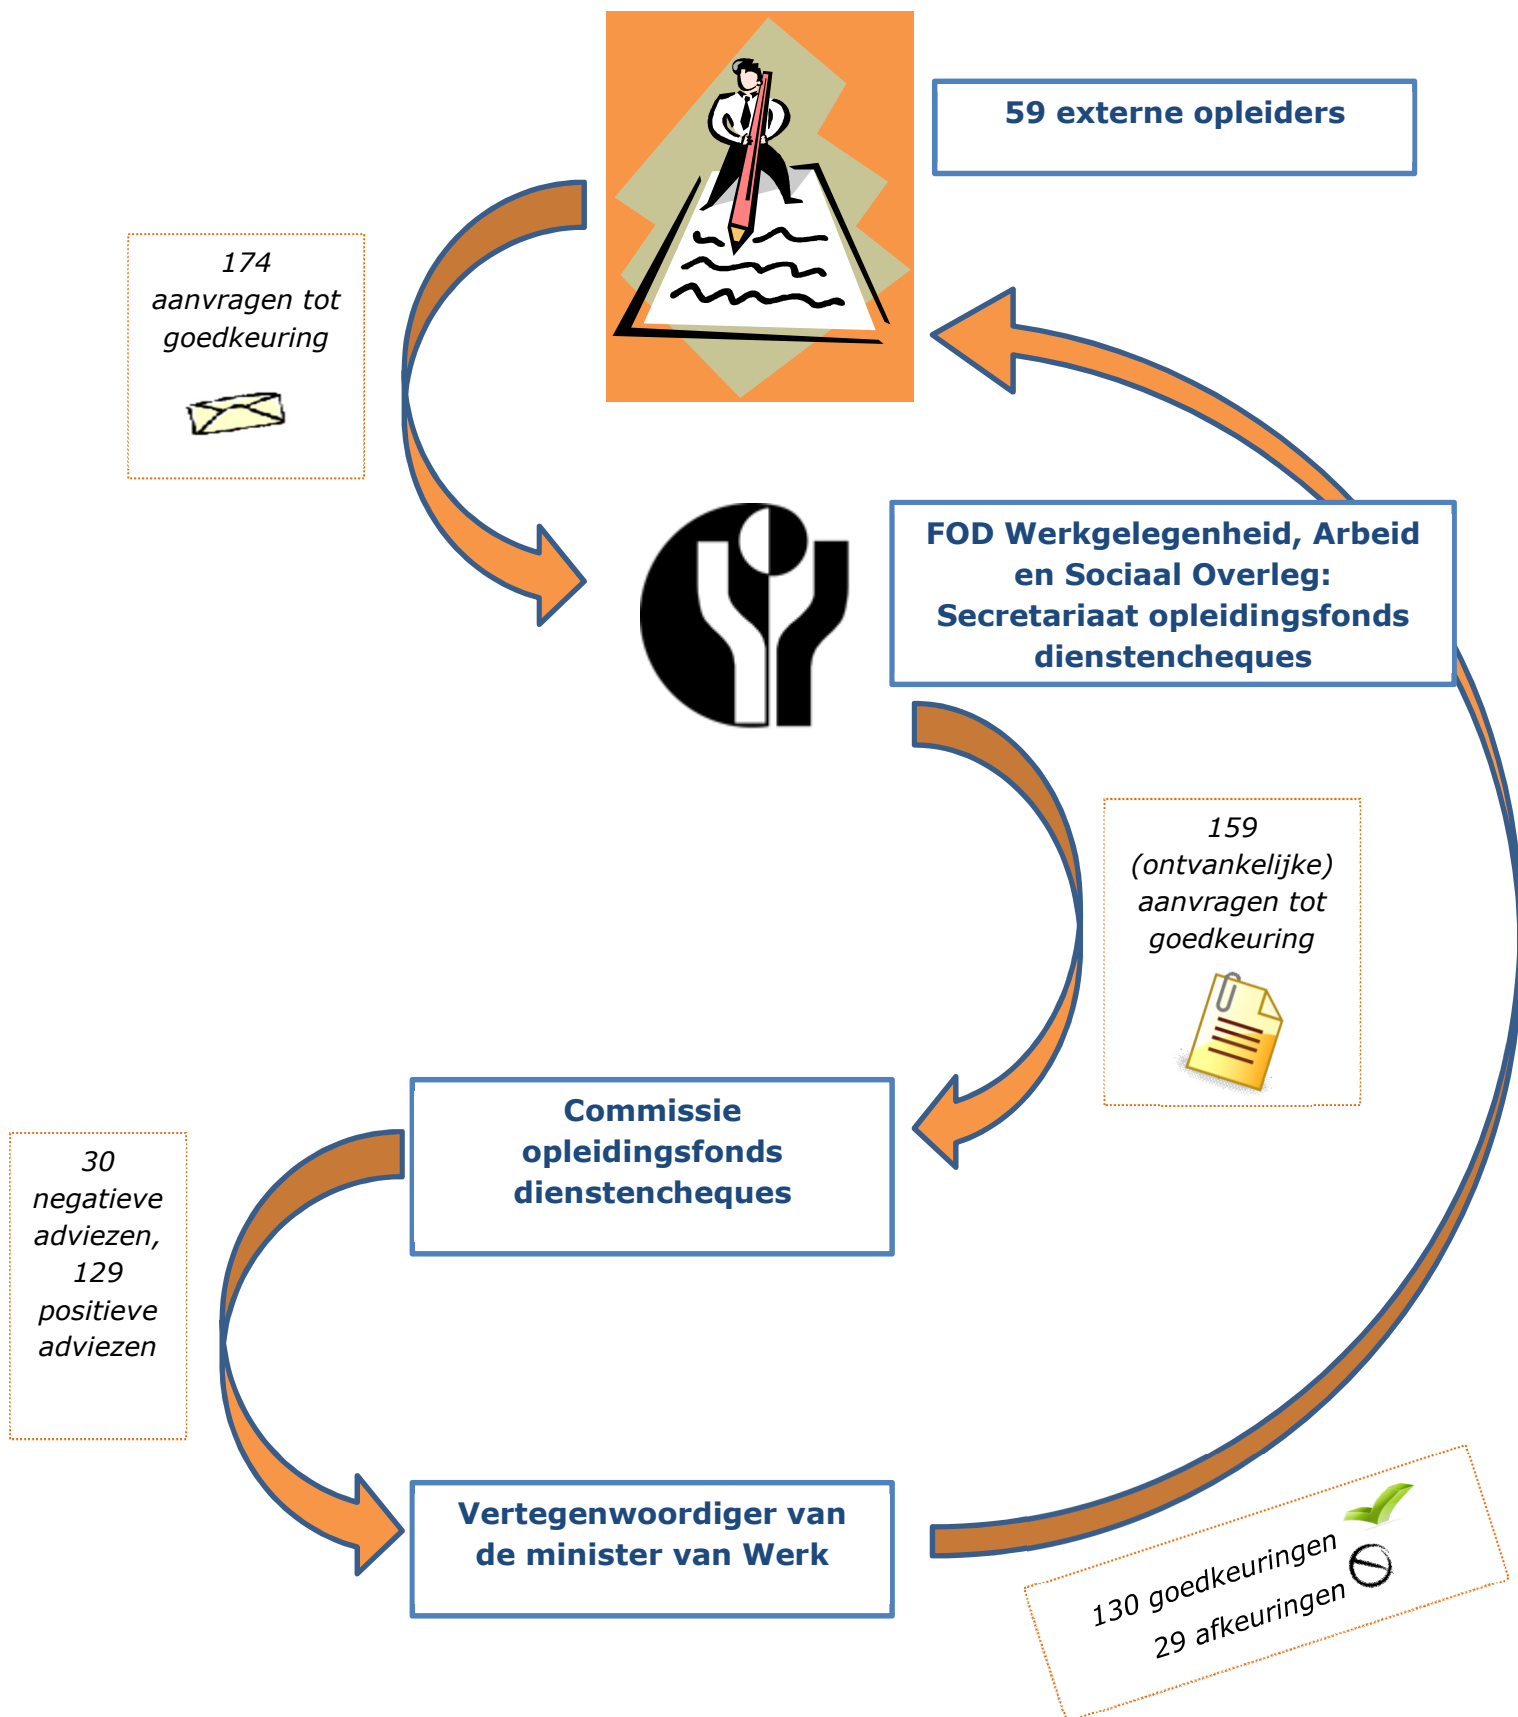 59 externe opleiders
174
aanvragen tot
goedkeuring
FOD Werkgelegenheid, Arbeid
en Sociaal Overleg:
Secretariaat opleidingsfonds
dienstencheques
159
(ontvankelijke)
aanvragen tot
goedkeuring
Commissie
opleidingsfonds
dienstencheques
30
negatieve
adviezen,
129
positieve
adviezen
Vertegenwoordiger van
de minister van Werk
130 goedkeuringen
29 afkeuringen